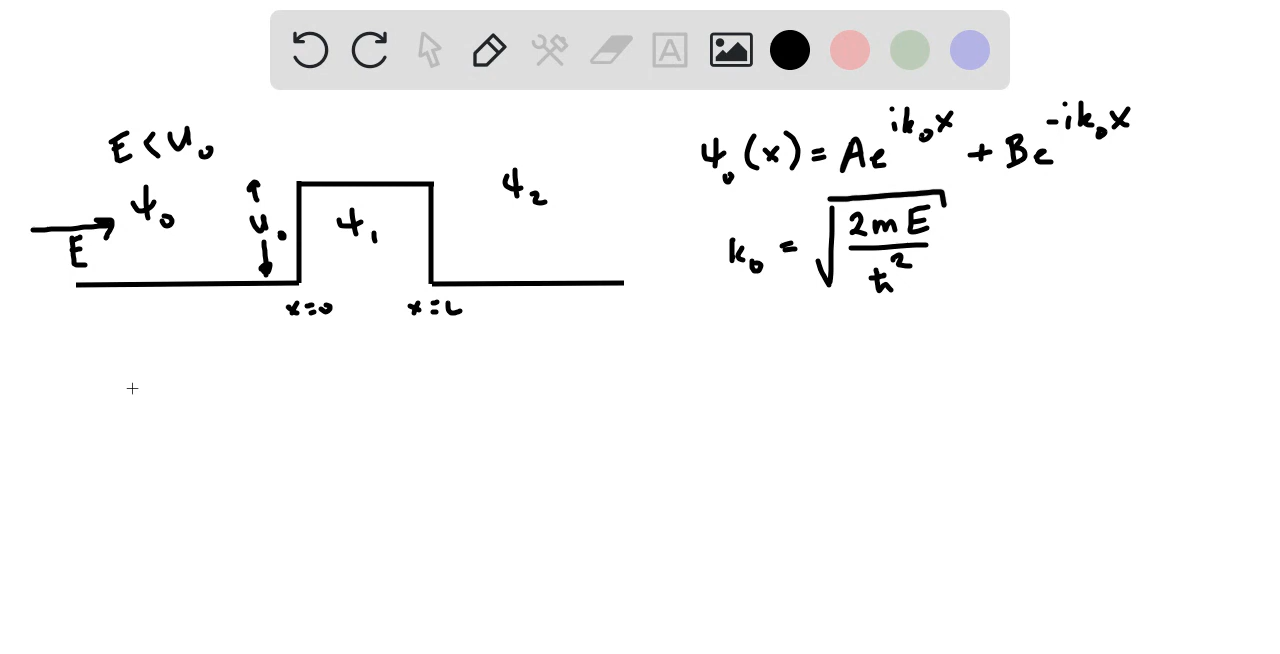 E < U₀
ψ₀
E
U₀
ψ₁
ψ₂
x=0
x=L
ψ₀(x) = Ae^{ik₀x} + Be^{-ik₀x}
k₀ = √(2mE/ħ²)
A